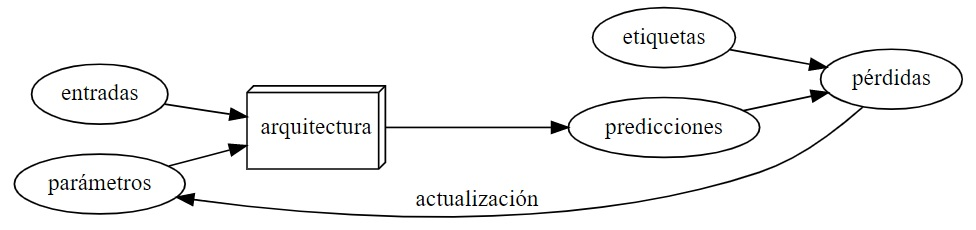 etiquetas
entradas
pérdidas
arquitectura
predicciones
parámetros
actualización